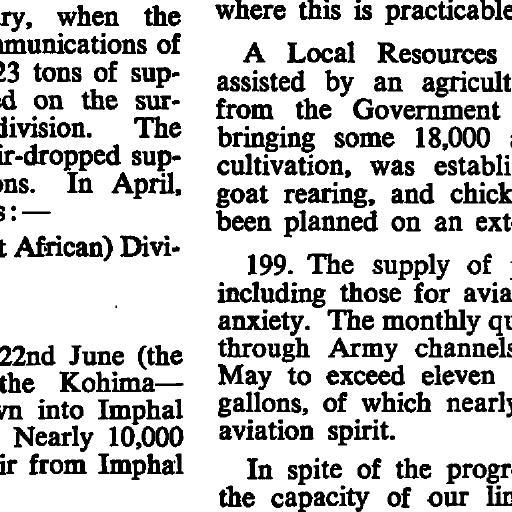 ry, when the
munications of
23 tons of sup-
d on the sur-
division. The
ir-dropped sup-
ons. In April,
s:—
t African) Divi-
22nd June (the
the Kohima—
wn into Imphal
Nearly 10,000
ir from Imphal
where this is practicable
A Local Resources
assisted by an agricult
from the Government
bringing some 18,000
cultivation, was establi
goat rearing, and chick
been planned on an ext
199. The supply of
including those for avia
anxiety. The monthly qu
through Army channels
May to exceed eleven
gallons, of which nearly
aviation spirit.
In spite of the progr
the capacity of our lin